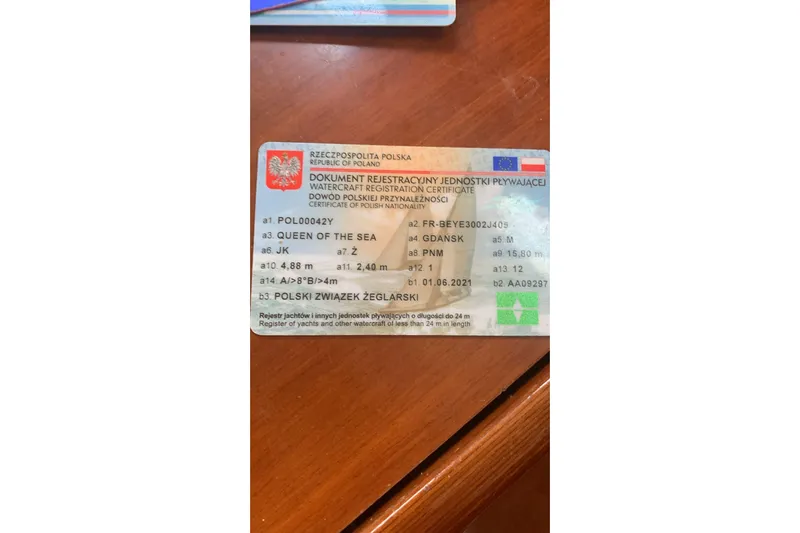 RZECZPOSPOLITA POLSKA
REPUBLIC OF POLAND
DOKUMENT REJESTRACYJNY JEDNOSTKI PŁYWAJĄCEJ
WATERCRAFT REGISTRATION CERTIFICATE
DOWÓD POLSKIEJ PRZYNALEŻNOŚCI
CERTIFICATE OF POLISH NATIONALITY
a1. POL00042Y a2. FR-BEYE3002J405
a3. QUEEN OF THE SEA a4 GDAŃSK a5 M
a6. JK a7. Ż a8 PNM a9 15,80 m
a10 4,88 m a11. 2,40 m a12 1 a13 12
a14 A/>8°B/>4m b1 01.06.2021 b2 AA09297
b3. POLSKI ZWIĄZEK ŻEGLARSKI
Rejestr jachtów i innych jednostek pływających o długości do 24 m
Register of yachts and other watercraft of less than 24 m in length